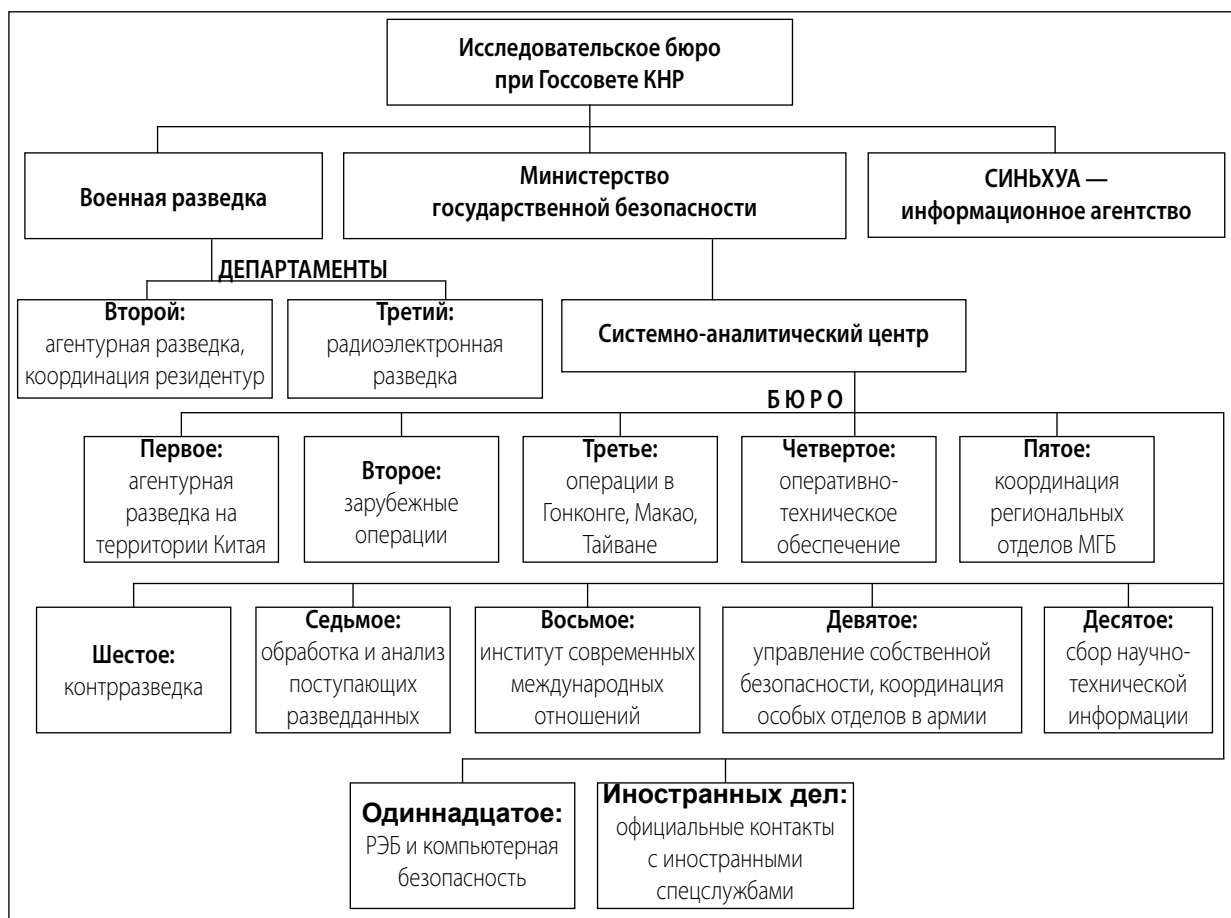 Исследовательское бюро
при Госсовете КНР
Военная разведка
Министерство
государственной безопасности
СИНЬХУА —
информационное агентство
ДЕПАРТАМЕНТЫ
Второй:
агентурная разведка,
координация резидентур
Третий:
радиоэлектронная
разведка
Системно-аналитический центр
Б Ю Р О
Первое:
агентурная
разведка на
территории Китая
Второе:
зарубежные
операции
Третье:
операции в
Гонконге, Макао,
Тайване
Четвертое:
оперативно-
техническое
обеспечение
Пятое:
координация
региональных
отделов МГБ
Шестое:
контрразведка
Седьмое:
обработка и анализ
поступающих
разведданных
Восьмое:
институт современных
международных
отношений
Девятое:
управление собственной
безопасности, координация
особых отделов в армии
Десятое:
сбор научно-
технической
информации
Одиннадцатое:
РЭБ и компьютерная
безопасность
Иностранных дел:
официальные контакты
с иностранными
спецслужбами